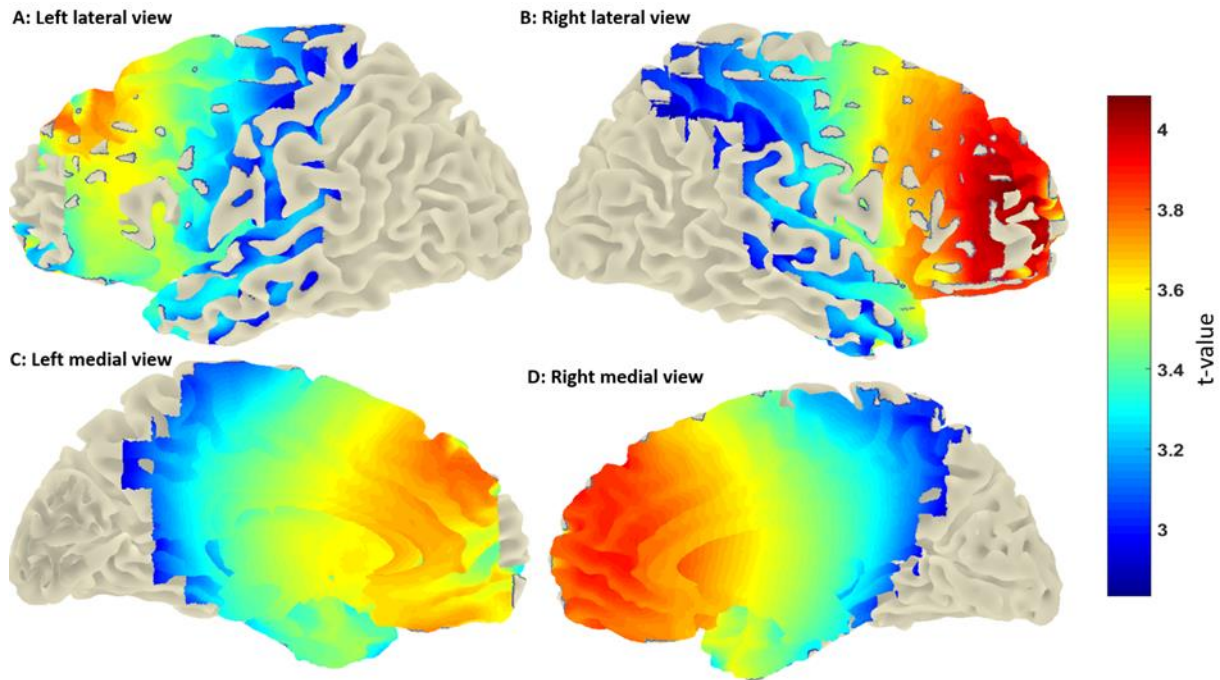 A: Left lateral view
B: Right lateral view
C: Left medial view
D: Right medial view
4
3.8
3.6
3.4
3.2
3
t-value